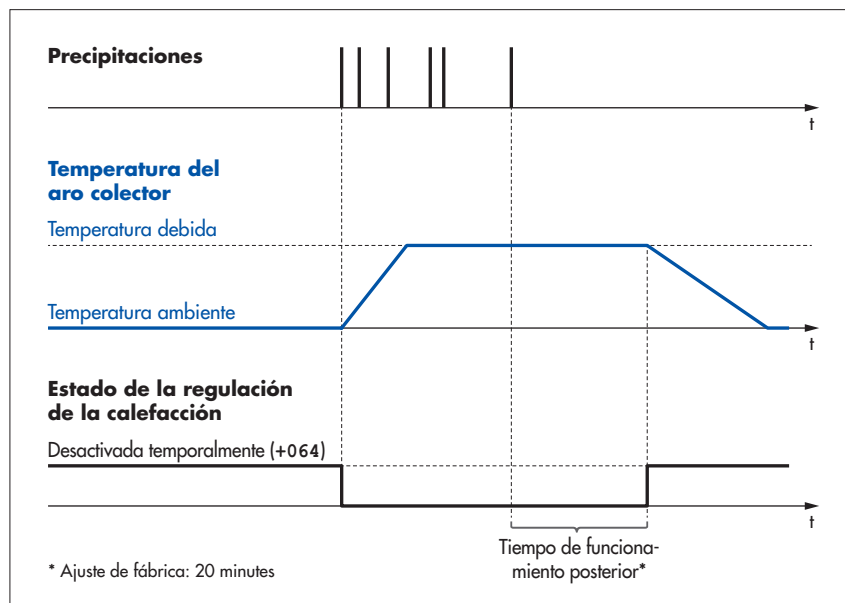 Precipitaciones
t
Temperatura del
aro colector
Temperatura debida
Temperatura ambiente
t
Estado de la regulación
de la calefacción
Desactivada temporalmente (+064)
t
Tiempo de funciona-
miento posterior*
* Ajuste de fábrica: 20 minutes